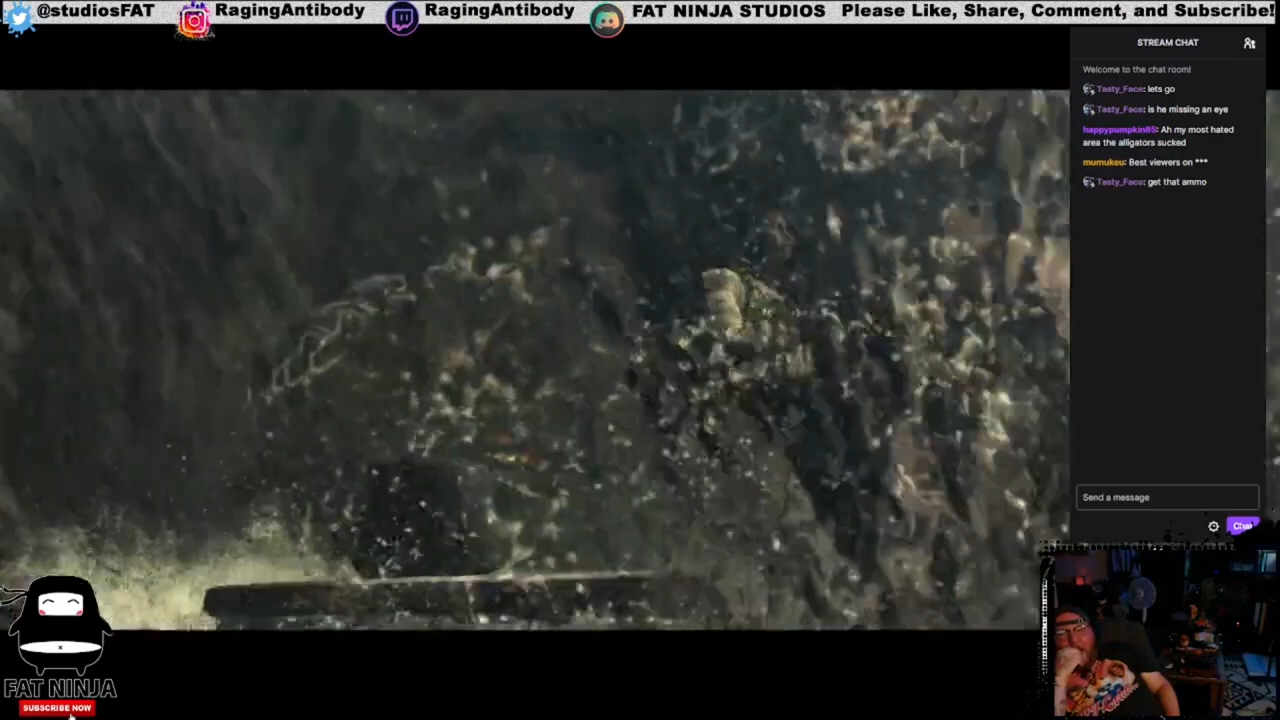 @studiosFAT RagingAntibody RagingAntibody FAT NINJA STUDIOS Please Like, Share, Comment, and Subscribe!
STREAM CHAT
Welcome to the chat room!
Tasty_Face: lets go
Tasty_Face: is he missing an eye
happypumpkin85: Ah my most hated
area the alligators sucked
mumukeu: Best viewers on ***
Tasty_Face: get that ammo
Send a message
Chat
FAT NINJA
SUBSCRIBE NOW